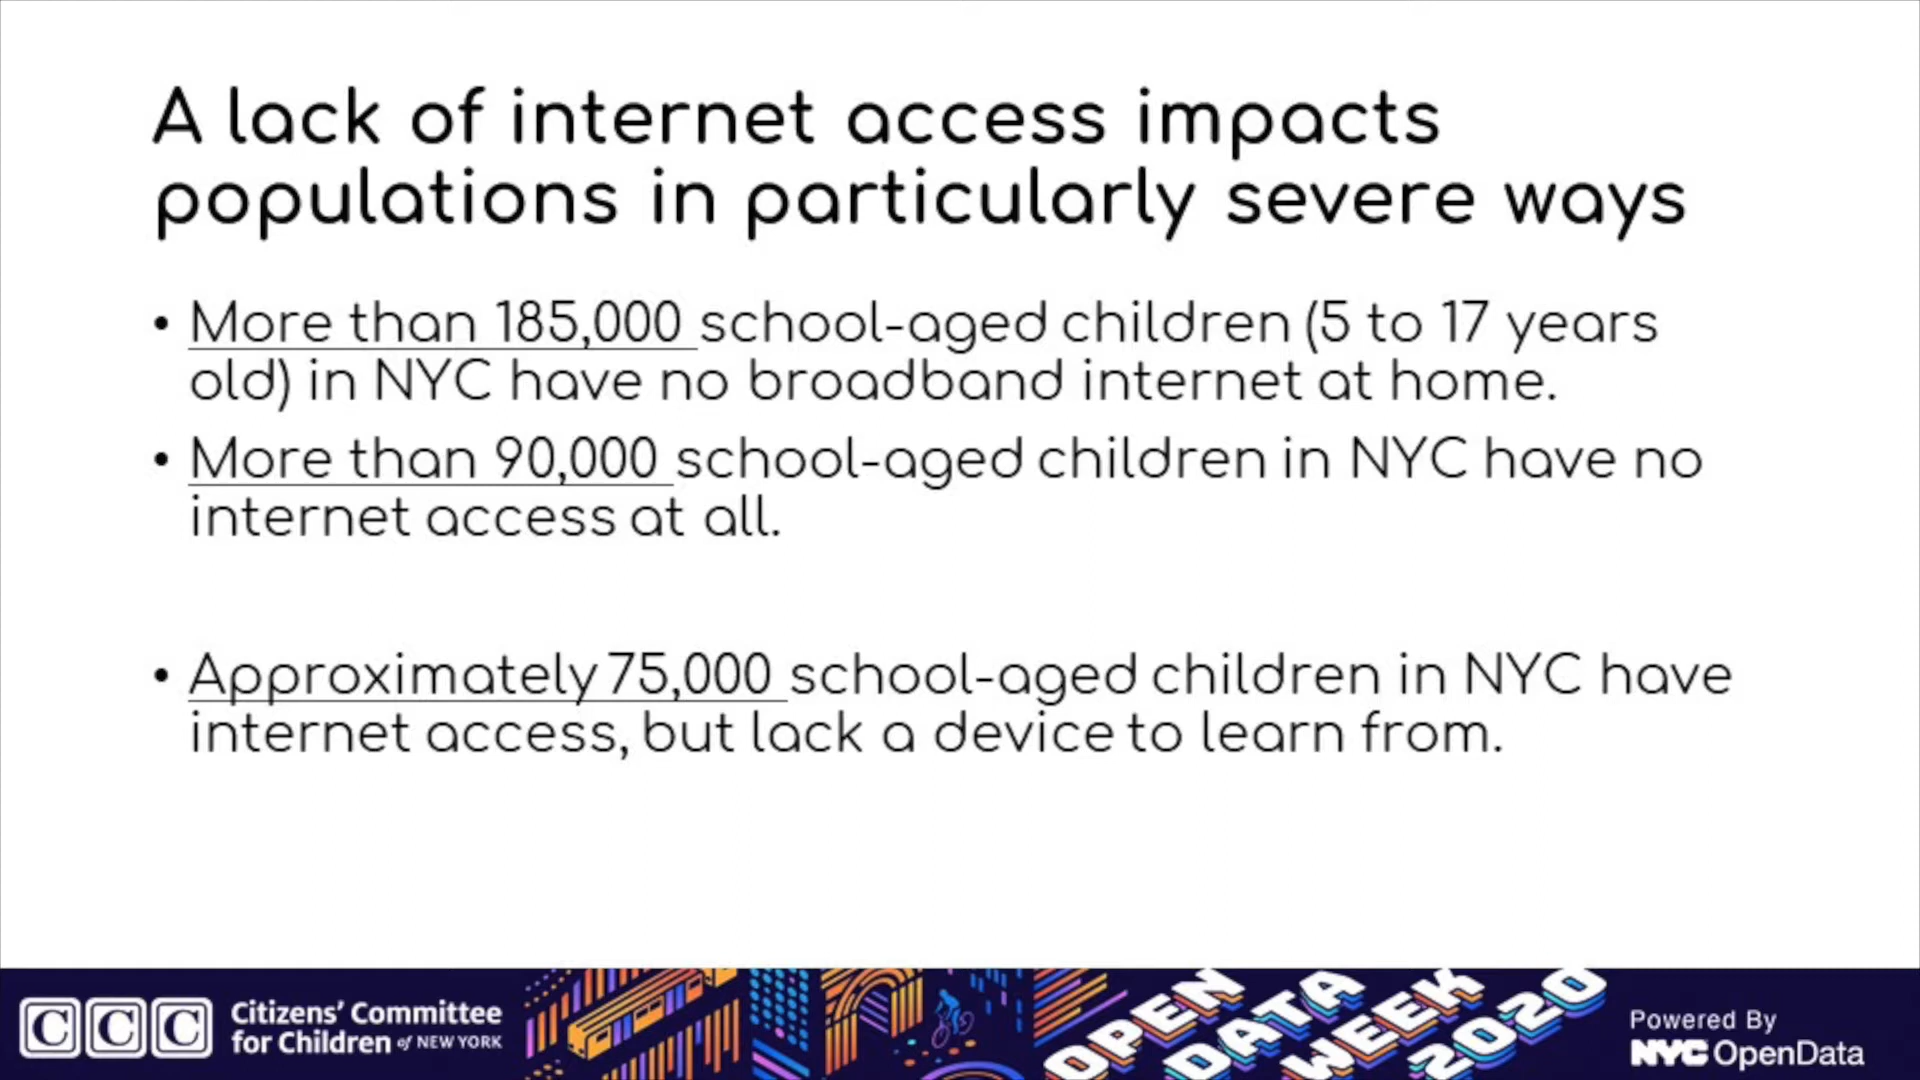 A lack of internet access impacts
populations in particularly severe ways
• More than 185,000 school-aged children (5 to 17 years
old) in NYC have no broadband internet at home.
• More than 90,000 school-aged children in NYC have no
internet access at all.
• Approximately 75,000 school-aged children in NYC have
internet access, but lack a device to learn from.
CCC
Citizens' Committee
for Children of NEW YORK
OPEN
DATA
WEEK
2020
Powered By
NYC OpenData